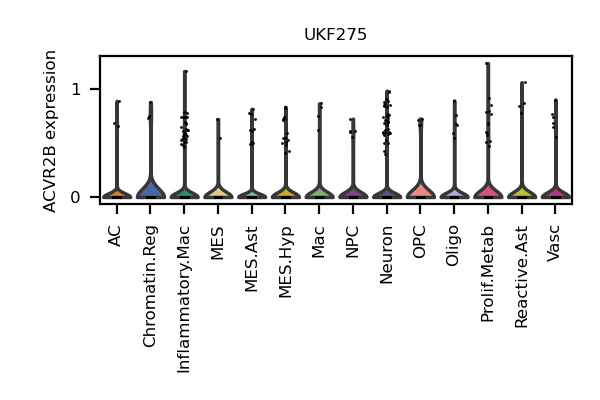 UKF275
ACVR2B expression
1
0
AC
Chromatin.Reg
Inflammatory.Mac
MES
MES.Ast
MES.Hyp
Mac
NPC
Neuron
OPC
Oligo
Prolif.Metab
Reactive.Ast
Vasc